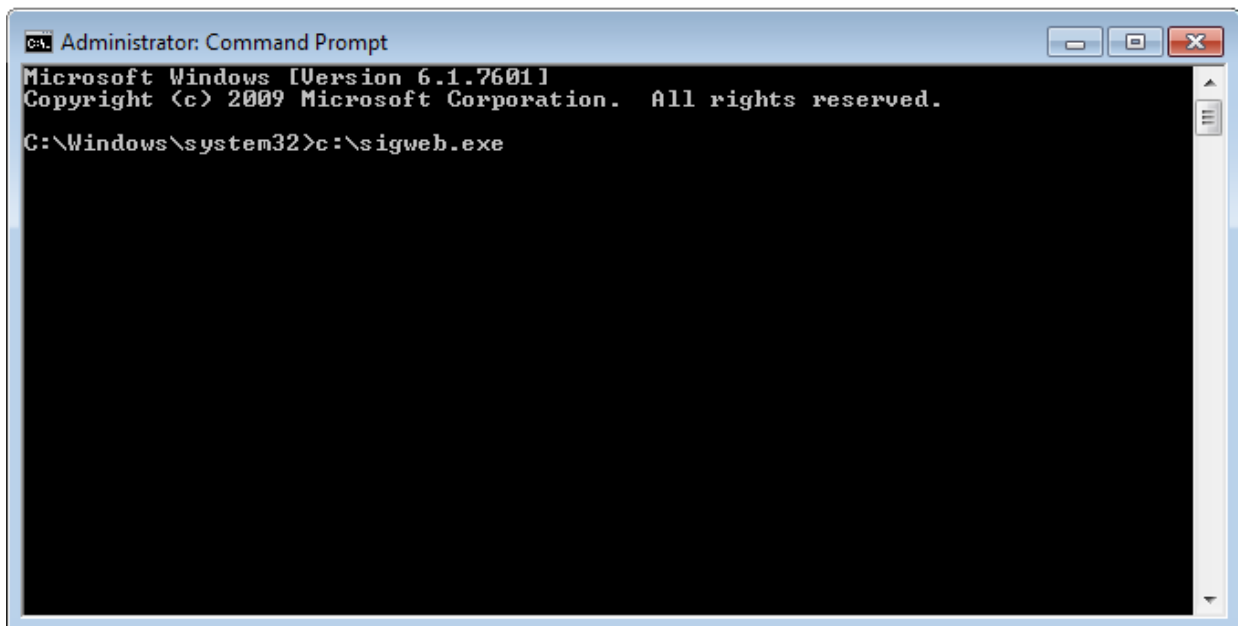 Administrator: Command Prompt
Microsoft Windows [Version 6.1.7601]
Copyright (c) 2009 Microsoft Corporation.  All rights reserved.
C:\Windows\system32>c:\sigweb.exe